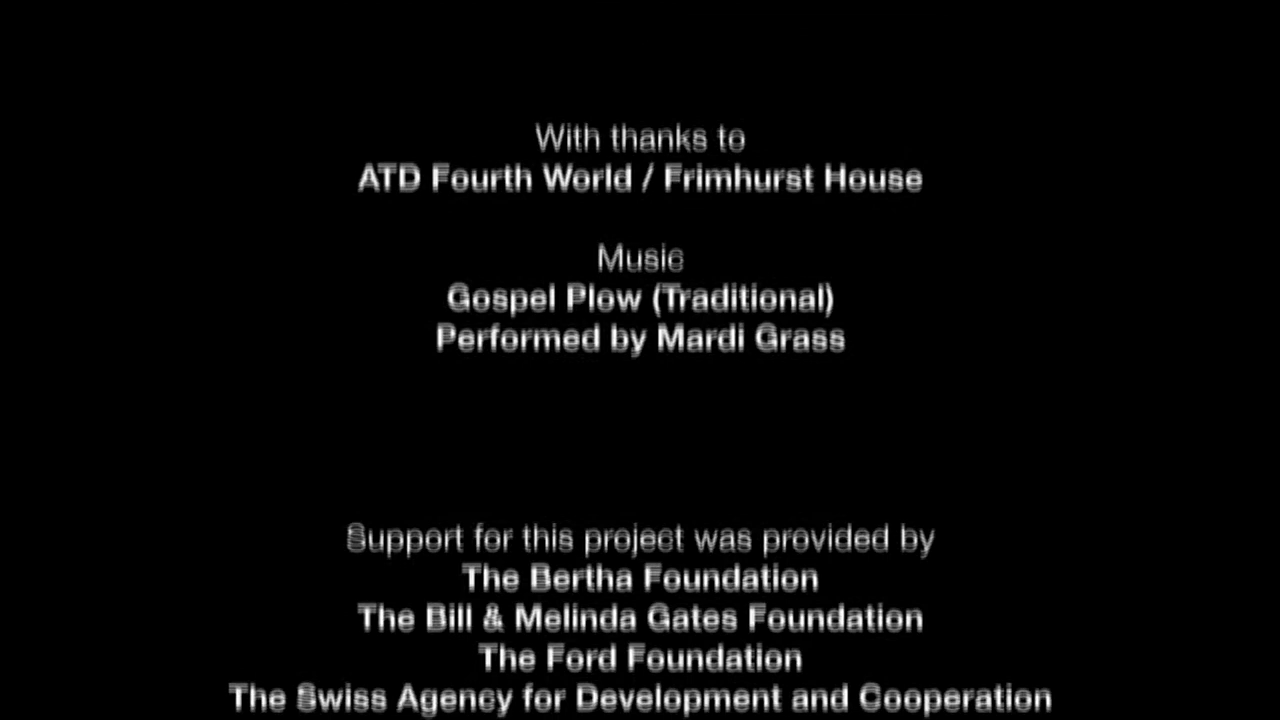 With thanks to
ATD Fourth World / Frimhurst House
Music
Gospel Plow (Traditional)
Performed by Mardi Grass
Support for this project was provided by
The Bertha Foundation
The Bill & Melinda Gates Foundation
The Ford Foundation
The Swiss Agency for Development and Cooperation